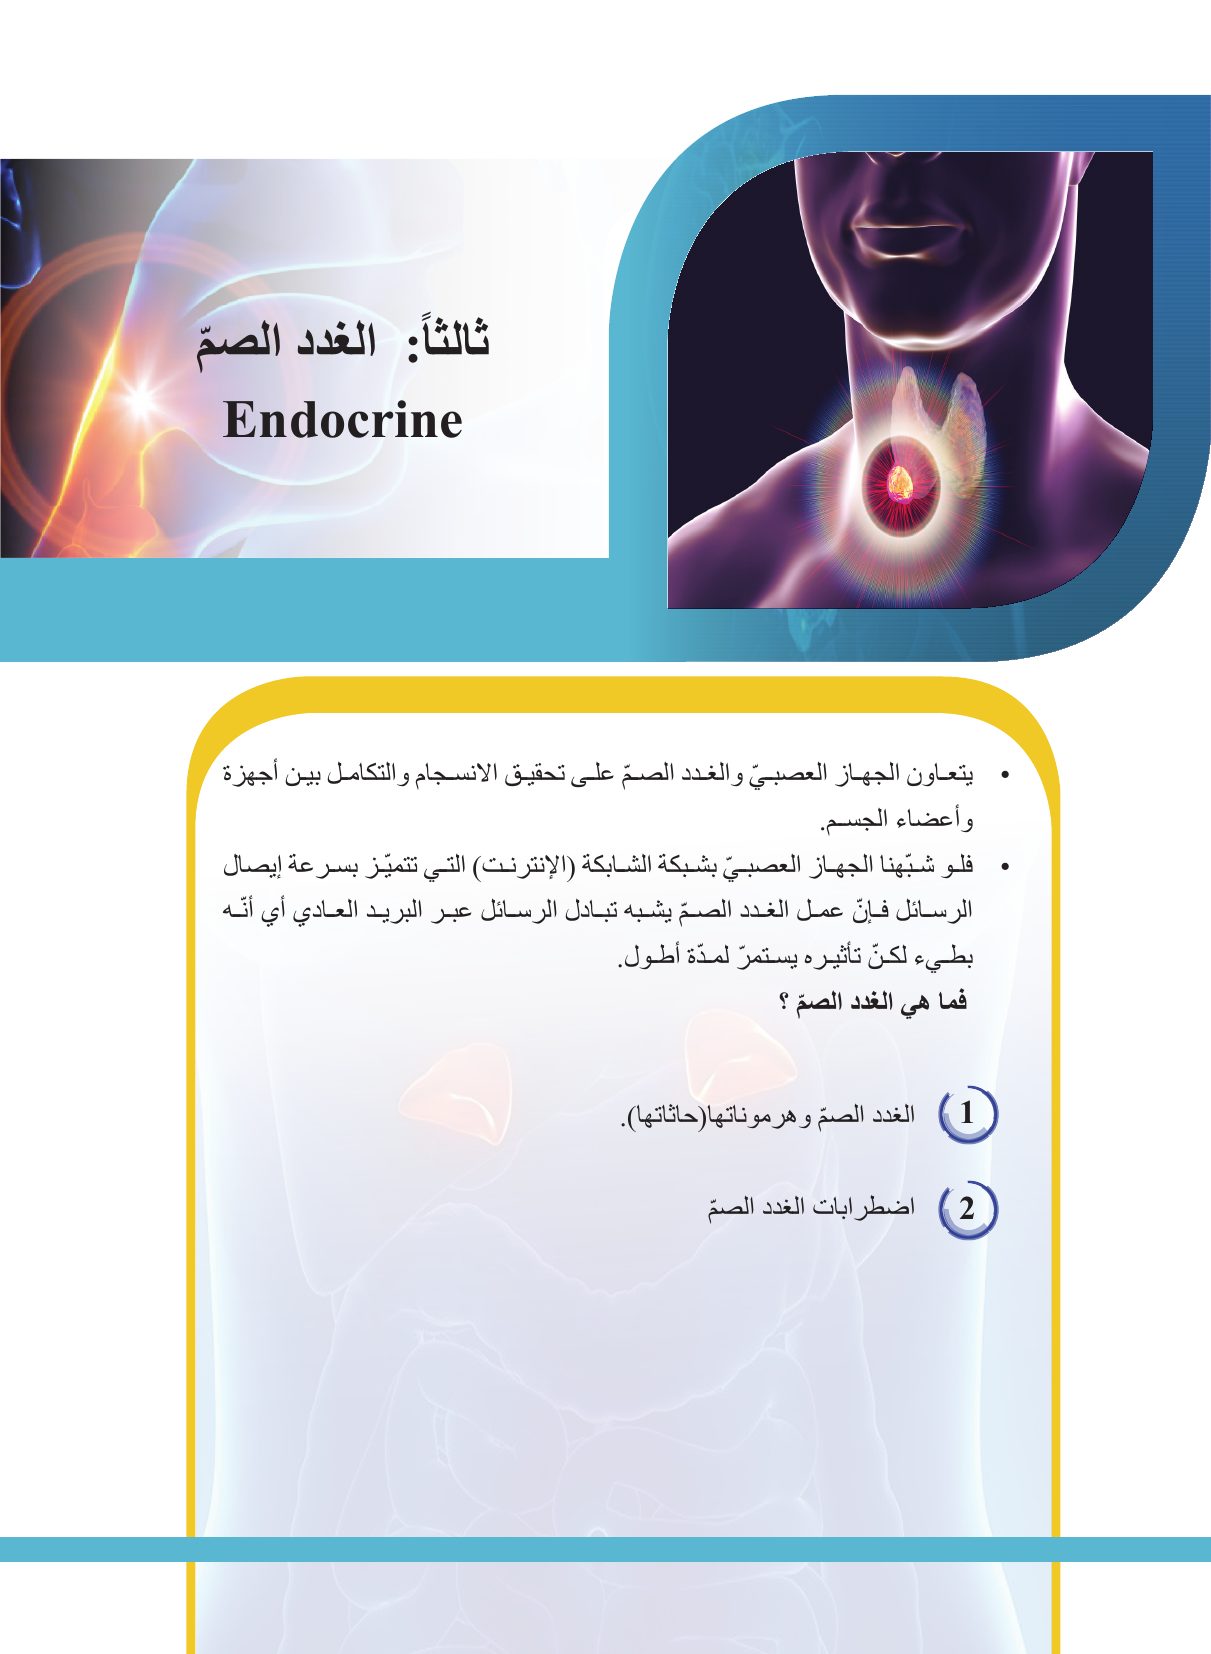 ثالثاً: الغدد الصمّ
Endocrine
• يتعاون الجهاز العصبيّ والغدد الصمّ على تحقيق الانسجام والتكامل بين أجهزة
وأعضاء الجسم.
• فلو شبّهنا الجهاز العصبيّ بشبكة الشابكة (الإنترنت) التي تتميّز بسرعة إيصال
الرسائل فإنّ عمل الغدد الصمّ يشبه تبادل الرسائل عبر البريد العادي أي أنّه
بطيء لكنّ تأثيره يستمرّ لمدّة أطول.
فما هي الغدد الصمّ ؟
1 الغدد الصمّ وهرموناتها(حاثاتها).
2 اضطرابات الغدد الصمّ